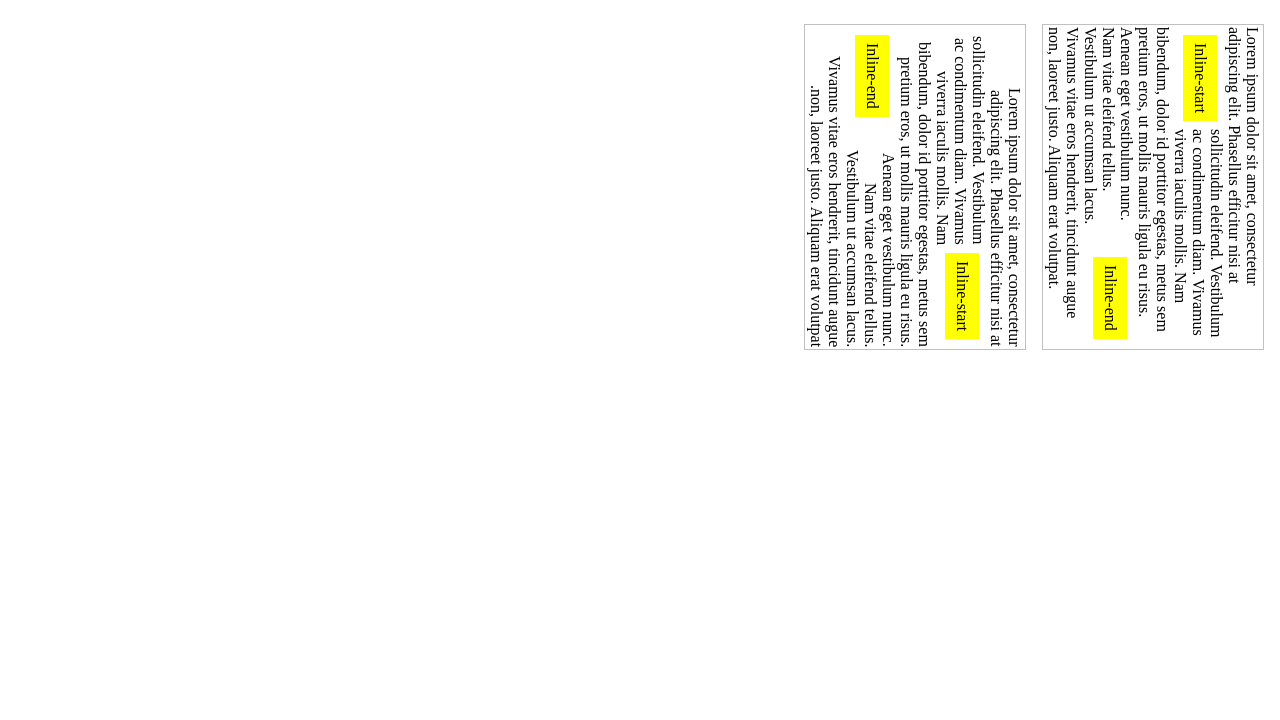 Lorem ipsum dolor sit amet, consectetur
adipiscing elit. Phasellus efficitur nisi at
Inline-start
sollicitudin eleifend. Vestibulum
ac condimentum diam. Vivamus
viverra iaculis mollis. Nam
bibendum, dolor id porttitor egestas, metus sem
pretium eros, ut mollis mauris ligula eu risus.
Aenean eget vestibulum nunc.
Inline-end
Nam vitae eleifend tellus.
Vestibulum ut accumsan lacus.
Vivamus vitae eros hendrerit, tincidunt augue
non, laoreet justo. Aliquam erat volutpat.
Lorem ipsum dolor sit amet, consectetur
adipiscing elit. Phasellus efficitur nisi at
Inline-start
sollicitudin eleifend. Vestibulum
ac condimentum diam. Vivamus
viverra iaculis mollis. Nam
bibendum, dolor id porttitor egestas, metus sem
pretium eros, ut mollis mauris ligula eu risus.
Aenean eget vestibulum nunc.
Inline-end
Nam vitae eleifend tellus.
Vestibulum ut accumsan lacus.
Vivamus vitae eros hendrerit, tincidunt augue
.non, laoreet justo. Aliquam erat volutpat